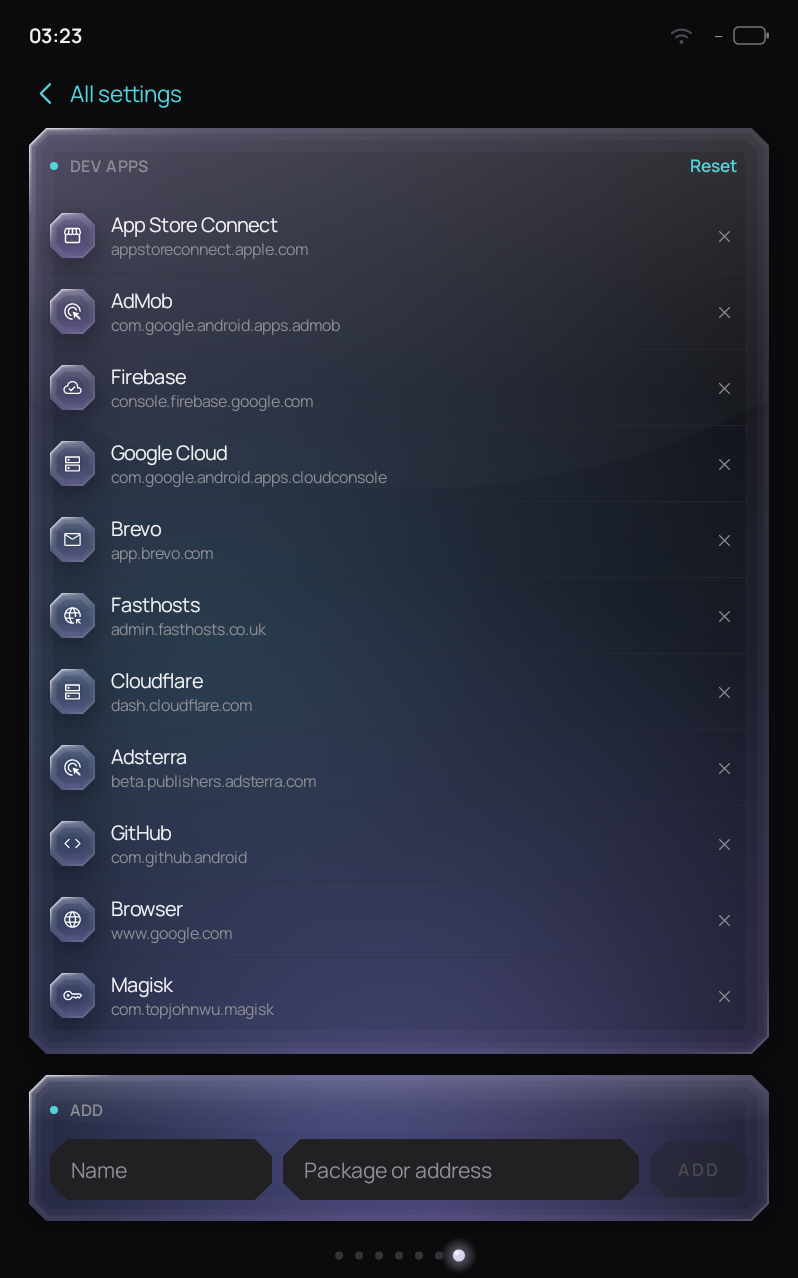 03:23
–
All settings
DEV APPS
Reset
App Store Connect
appstoreconnect.apple.com
AdMob
com.google.android.apps.admob
Firebase
console.firebase.google.com
Google Cloud
com.google.android.apps.cloudconsole
Brevo
app.brevo.com
Fasthosts
admin.fasthosts.co.uk
Cloudflare
dash.cloudflare.com
Adsterra
beta.publishers.adsterra.com
GitHub
com.github.android
Browser
www.google.com
Magisk
com.topjohnwu.magisk
ADD
Name
Package or address
ADD